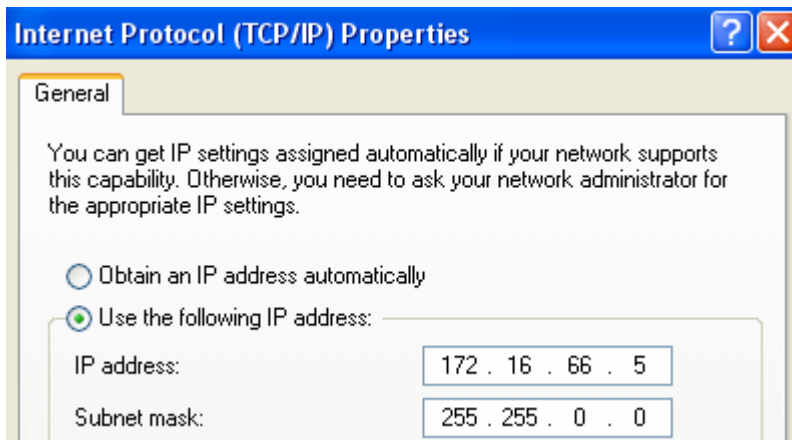 Internet Protocol (TCP/IP) Properties
?
General
You can get IP settings assigned automatically if your network supports
this capability. Otherwise, you need to ask your network administrator for
the appropriate IP settings.
Obtain an IP address automatically
Use the following IP address:
IP address: 172 . 16 . 66 . 5
Subnet mask: 255 . 255 . 0 . 0